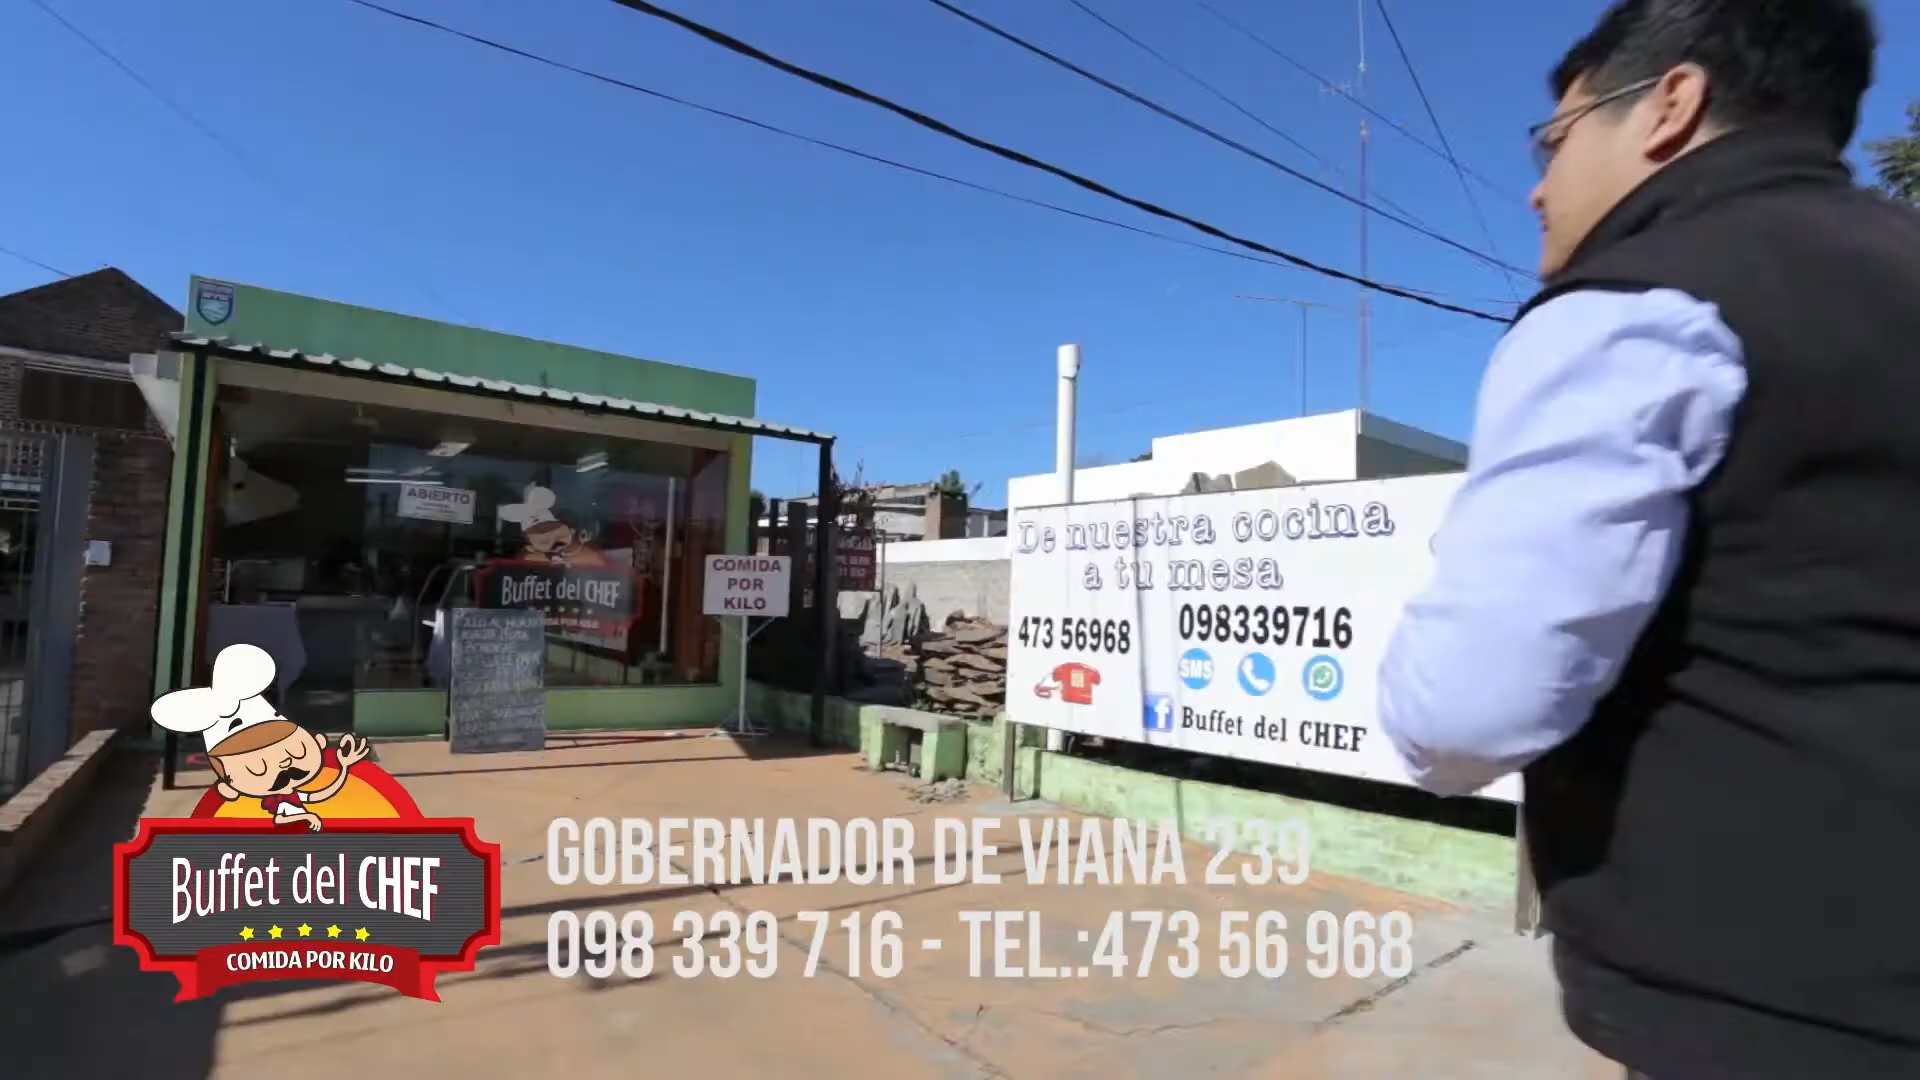 ABIERTO
Buffet del CHEF
COMIDA
POR
KILO
De nuestra cocina
a tu mesa
473 56968
098339716
SMS
f
Buffet del CHEF
Buffet del CHEF
COMIDA POR KILO
GOBERNADOR DE VIANA 239
098 339 716 - TEL.:473 56 968